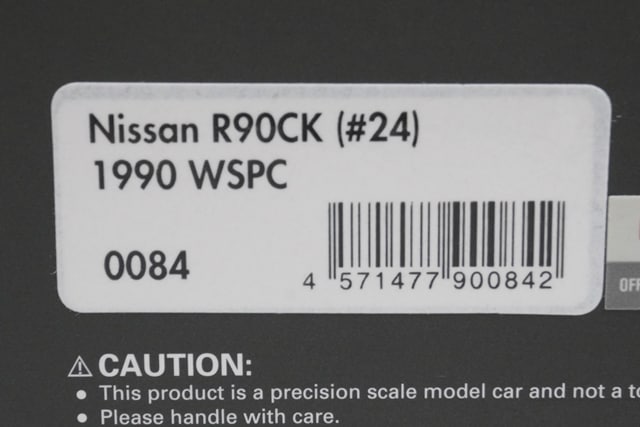 Nissan R90CK (#24)
1990 WSPC
0084
4 571477 900842
⚠ CAUTION:
• This product is a precision scale model car and not a
• Please handle with care.